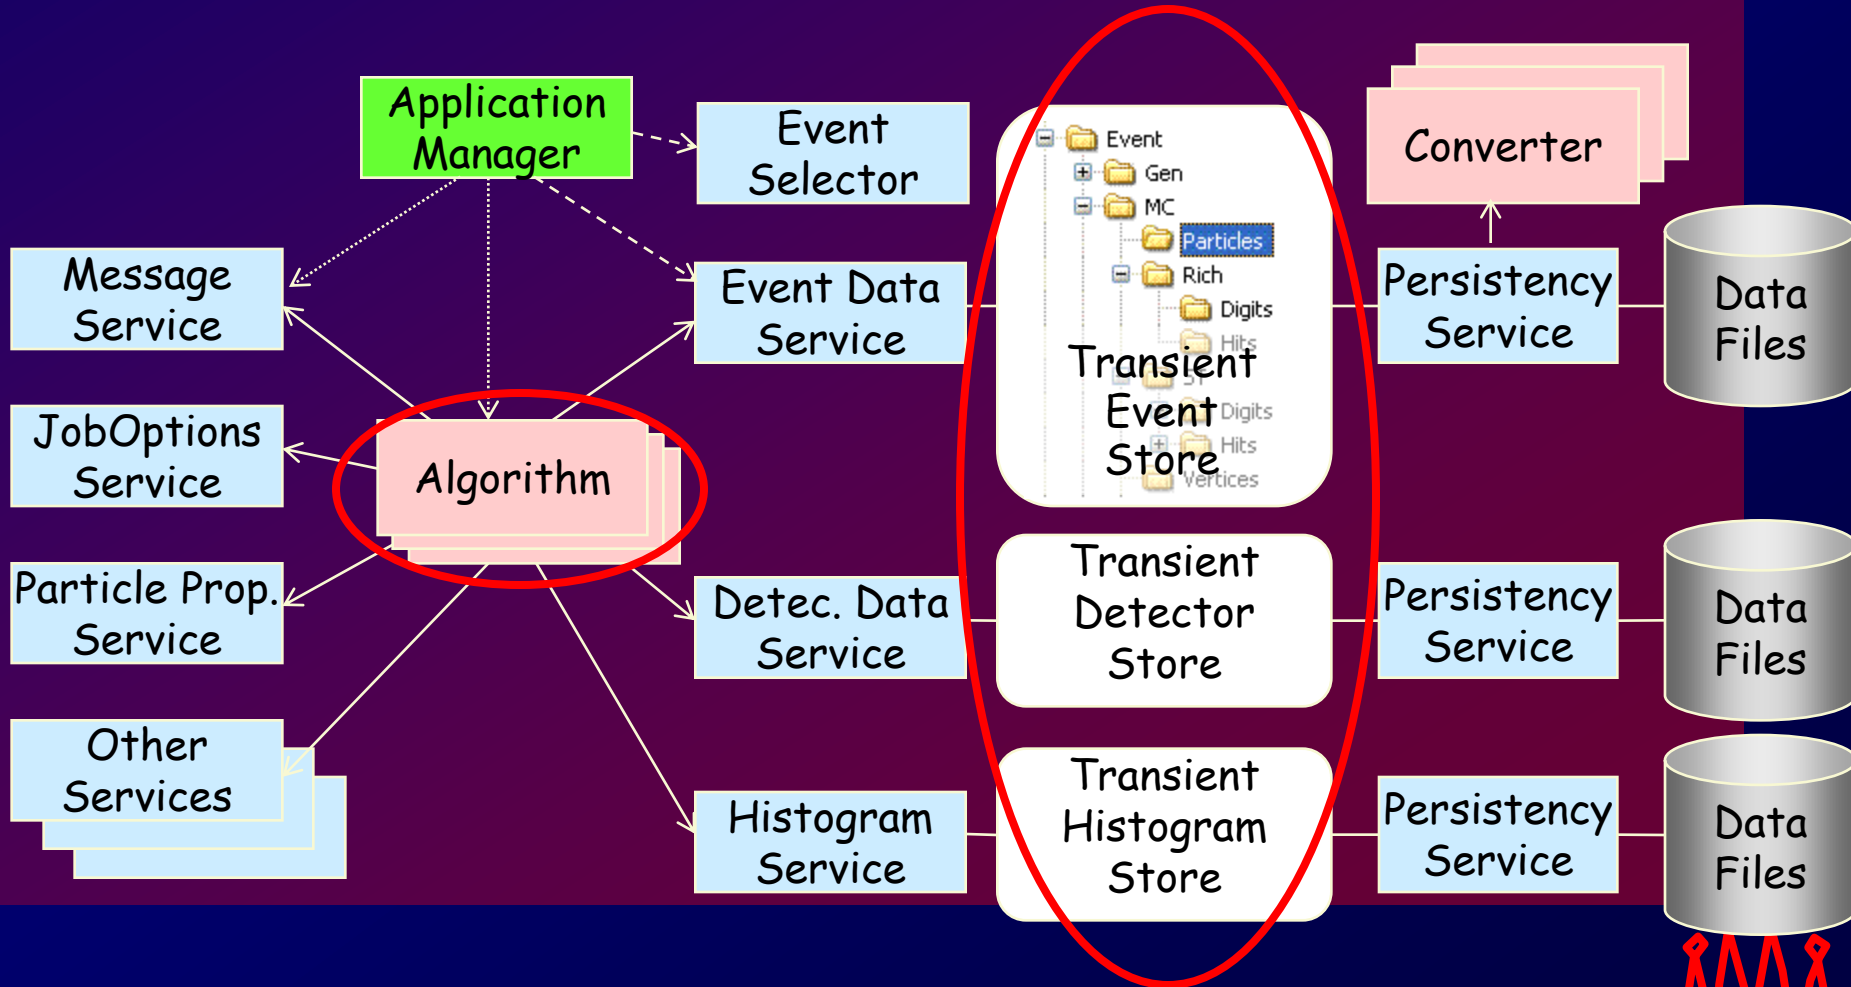 Application
Manager
Event
Selector
Event
Gen
MC
Particles
Rich
Digits
Hits
Transient
ST
Event
Digits
Hits
Store
Vertices
Converter
Message
Service
Event Data
Service
Persistency
Service
Data
Files
JobOptions
Service
Algorithm
Particle Prop.
Service
Detec. Data
Service
Transient
Detector
Store
Persistency
Service
Data
Files
Other
Services
Histogram
Service
Transient
Histogram
Store
Persistency
Service
Data
Files